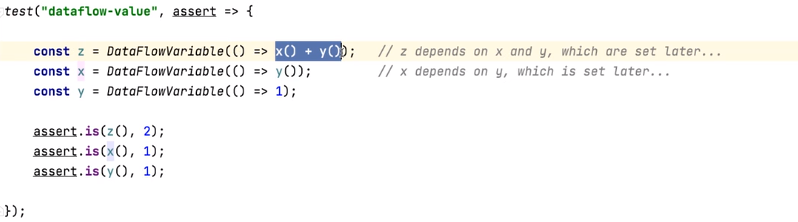 test("dataflow-value", assert => {
const z = DataFlowVariable(() => x() + y());   // z depends on x and y, which are set later...
const x = DataFlowVariable(() => y());         // x depends on y, which is set later...
const y = DataFlowVariable(() => 1);
assert.is(z(), 2);
assert.is(x(), 1);
assert.is(y(), 1);
});